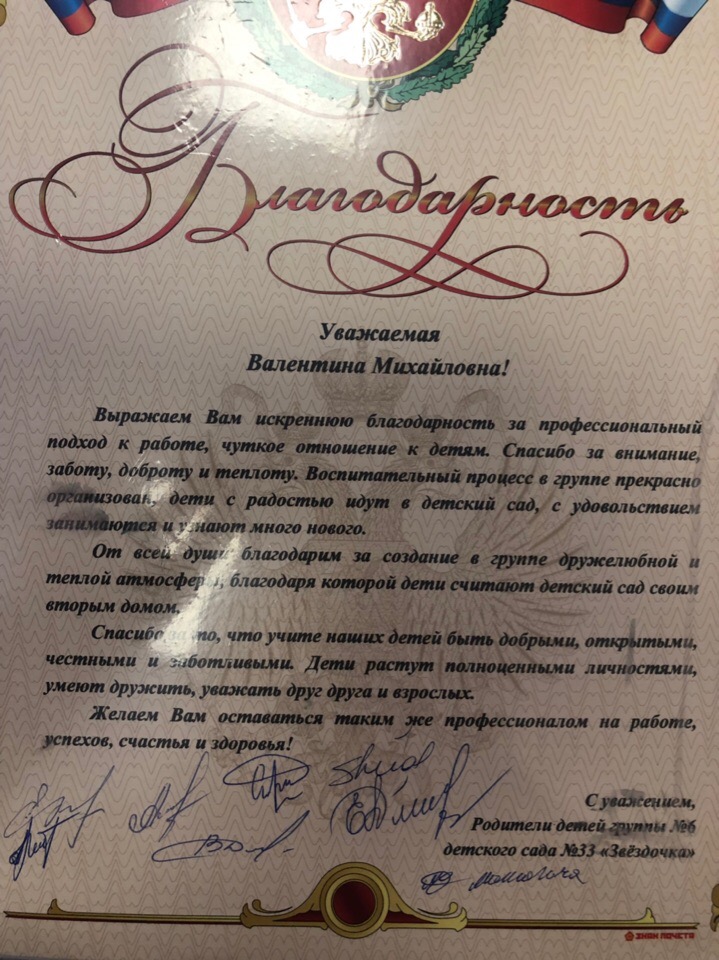 Благодарность
Уважаемая
Валентина Михайловна!
Выражаем Вам искреннюю благодарность за профессиональный
подход к работе, чуткое отношение к детям. Спасибо за внимание,
заботу, доброту и теплоту. Воспитательный процесс в группе прекрасно
организован, дети с радостью идут в детский сад, с удовольствием
занимаются и узнают много нового.
От всей души благодарим за создание в группе дружелюбной и
теплой атмосферы, благодаря которой дети считают детский сад своим
вторым домом.
Спасибо за то, что учите наших детей быть добрыми, открытыми,
честными и заботливыми. Дети растут полноценными личностями,
умеют дружить, уважать друг друга и взрослых.
Желаем Вам оставаться таким же профессионалом на работе,
успехов, счастья и здоровья!
С уважением,
Родители детей группы №6
детского сада №33 «Звёздочка»
ЗНАК ПОЧЕТА